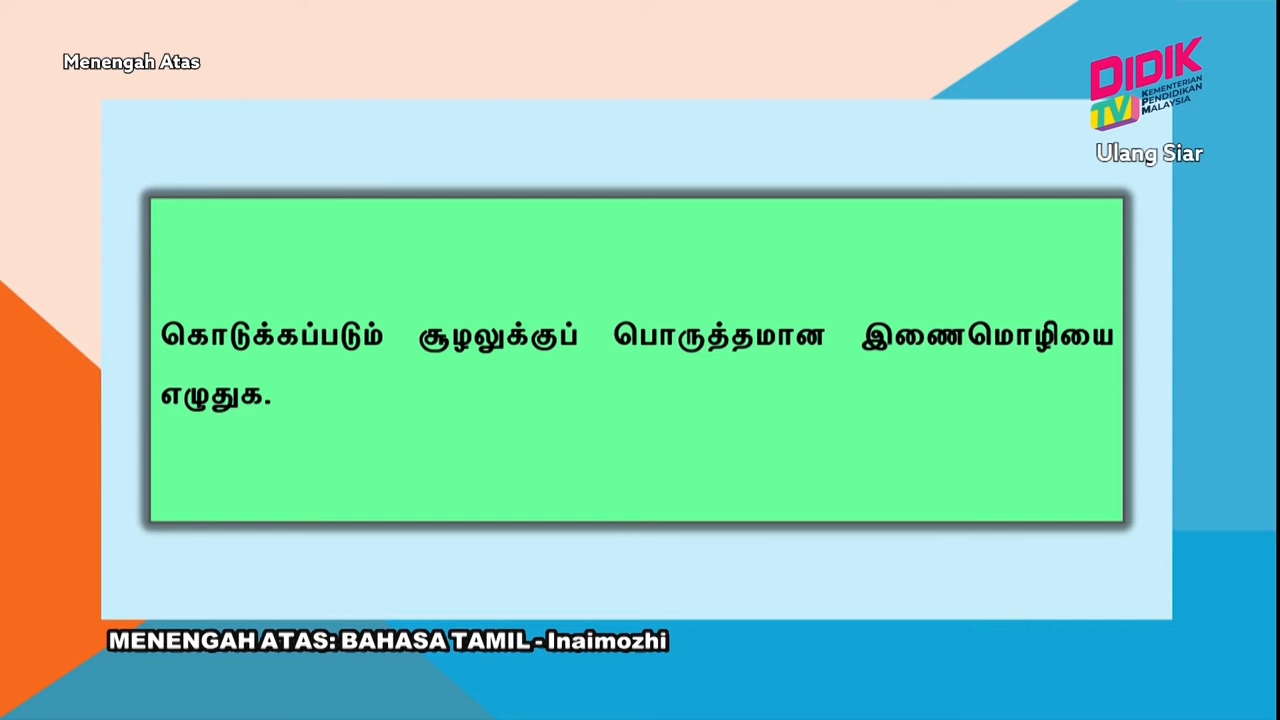 Menengah Atas
DIDIK
TV
KEMENTERIAN
PENDIDIKAN
MALAYSIA
Ulang Siar
கொடுக்கப்படும் சூழலுக்குப் பொருத்தமான இணைமொழியை
எழுதுக.
MENENGAH ATAS: BAHASA TAMIL - Inaimozhi